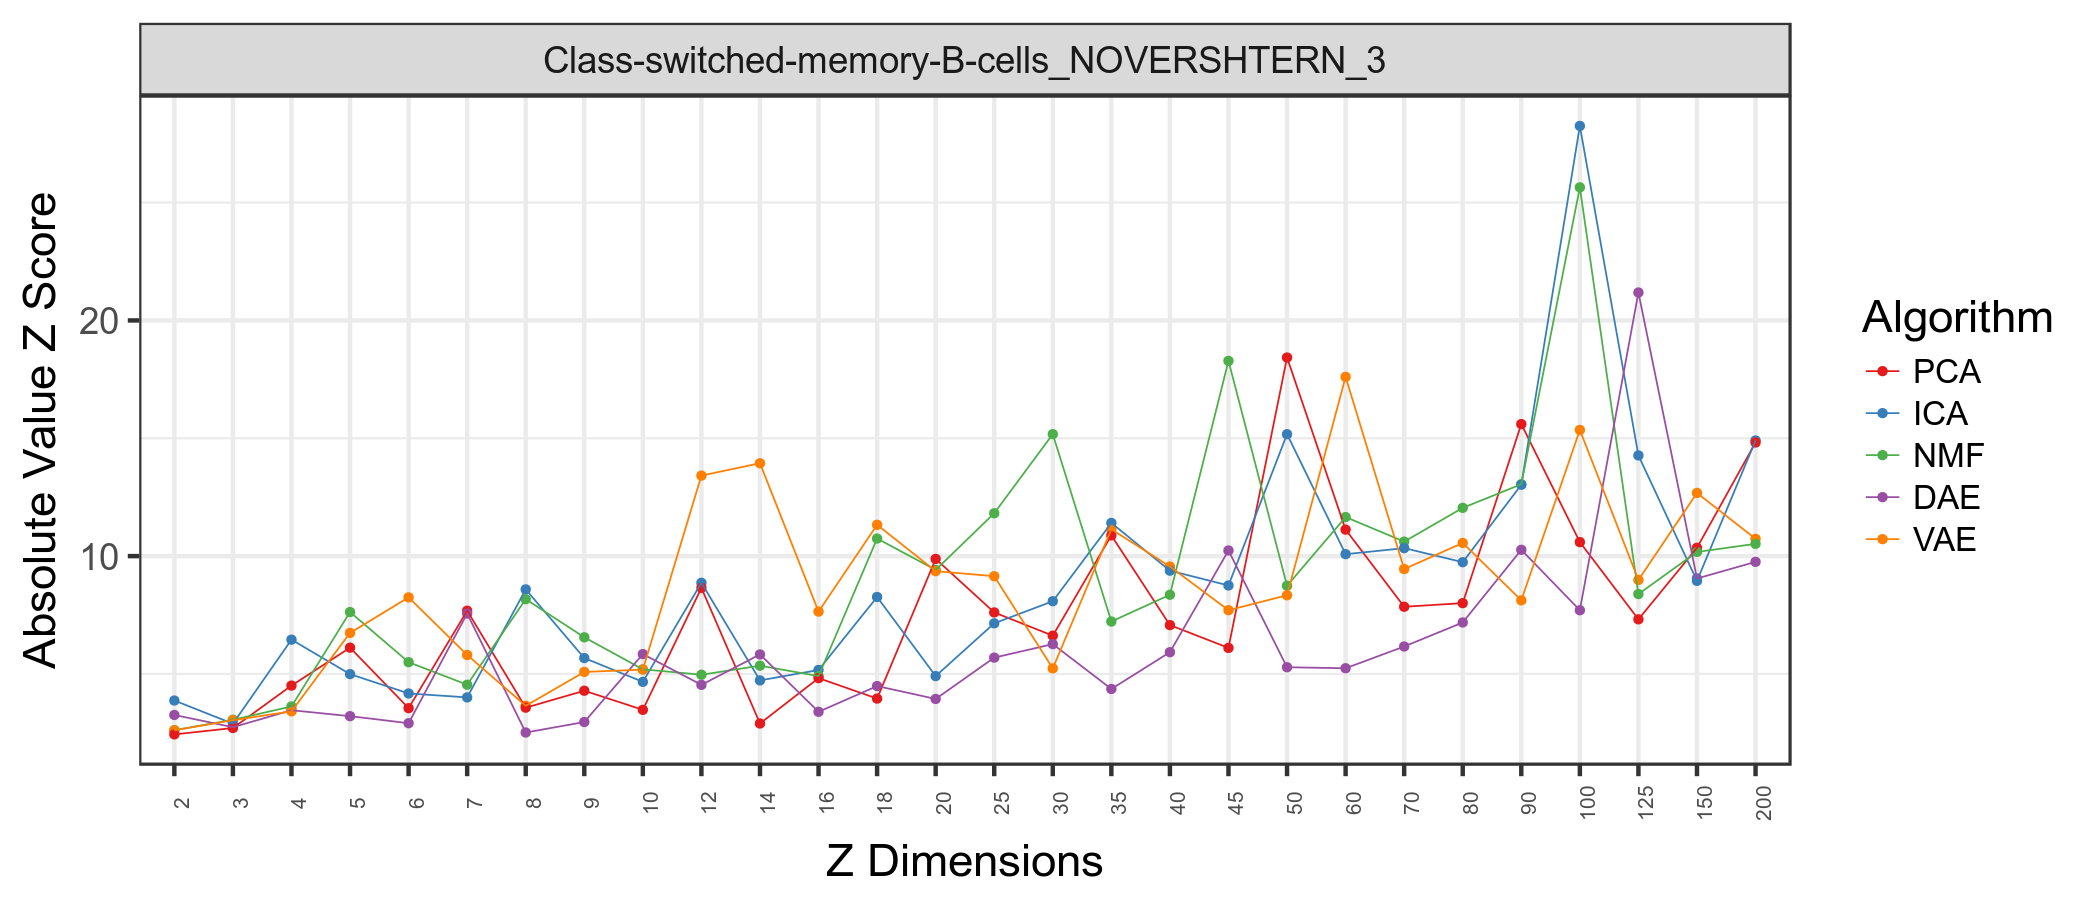 Class-switched-memory-B-cells_NOVERSHTERN_3
Absolute Value Z Score
20
10
2 3 4 5 6 7 8 9 10 12 14 16 18 20 25 30 35 40 45 50 60 70 80 90 100 125 150 200
Z Dimensions
Algorithm
PCA
ICA
NMF
DAE
VAE